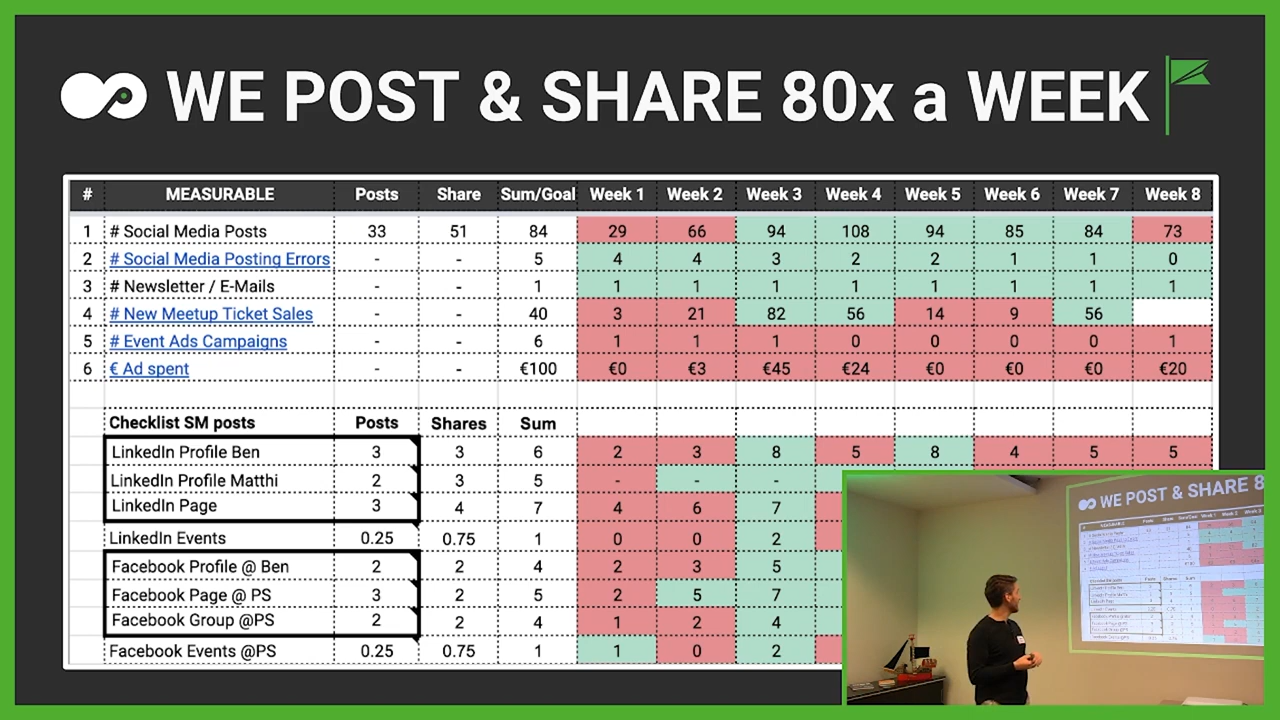 WE POST & SHARE 80x a WEEK
# MEASURABLE Posts Share Sum/Goal Week 1 Week 2 Week 3 Week 4 Week 5 Week 6 Week 7 Week 8
1 # Social Media Posts 33 51 84 29 66 94 108 94 85 84 73
2 # Social Media Posting Errors - - 5 4 4 3 2 2 1 1 0
3 # Newsletter / E-Mails - - 1 1 1 1 1 1 1 1 1
4 # New Meetup Ticket Sales - - 40 3 21 82 56 14 9 56
5 # Event Ads Campaigns - - 6 1 1 1 0 0 0 0 1
6 € Ad spent - - €100 €0 €3 €45 €24 €0 €0 €0 €20
Checklist SM posts Posts Shares Sum
LinkedIn Profile Ben 3 3 6 2 3 8 5 8 4 5 5
LinkedIn Profile Matthi 2 3 5 - - -
LinkedIn Page 3 4 7 4 6 7
LinkedIn Events 0.25 0.75 1 0 0 2
Facebook Profile @ Ben 2 2 4 2 3 5
Facebook Page @ PS 3 2 5 2 5 7
Facebook Group @PS 2 2 4 1 2 4
Facebook Events @PS 0.25 0.75 1 1 0 2
WE POST & SHARE 8